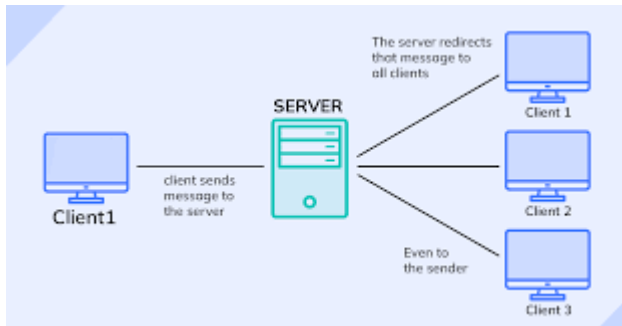 The server redirects
that message to
all clients
SERVER
Client 1
client sends
message to
the server
Client1
Client 2
Even to
the sender
Client 3